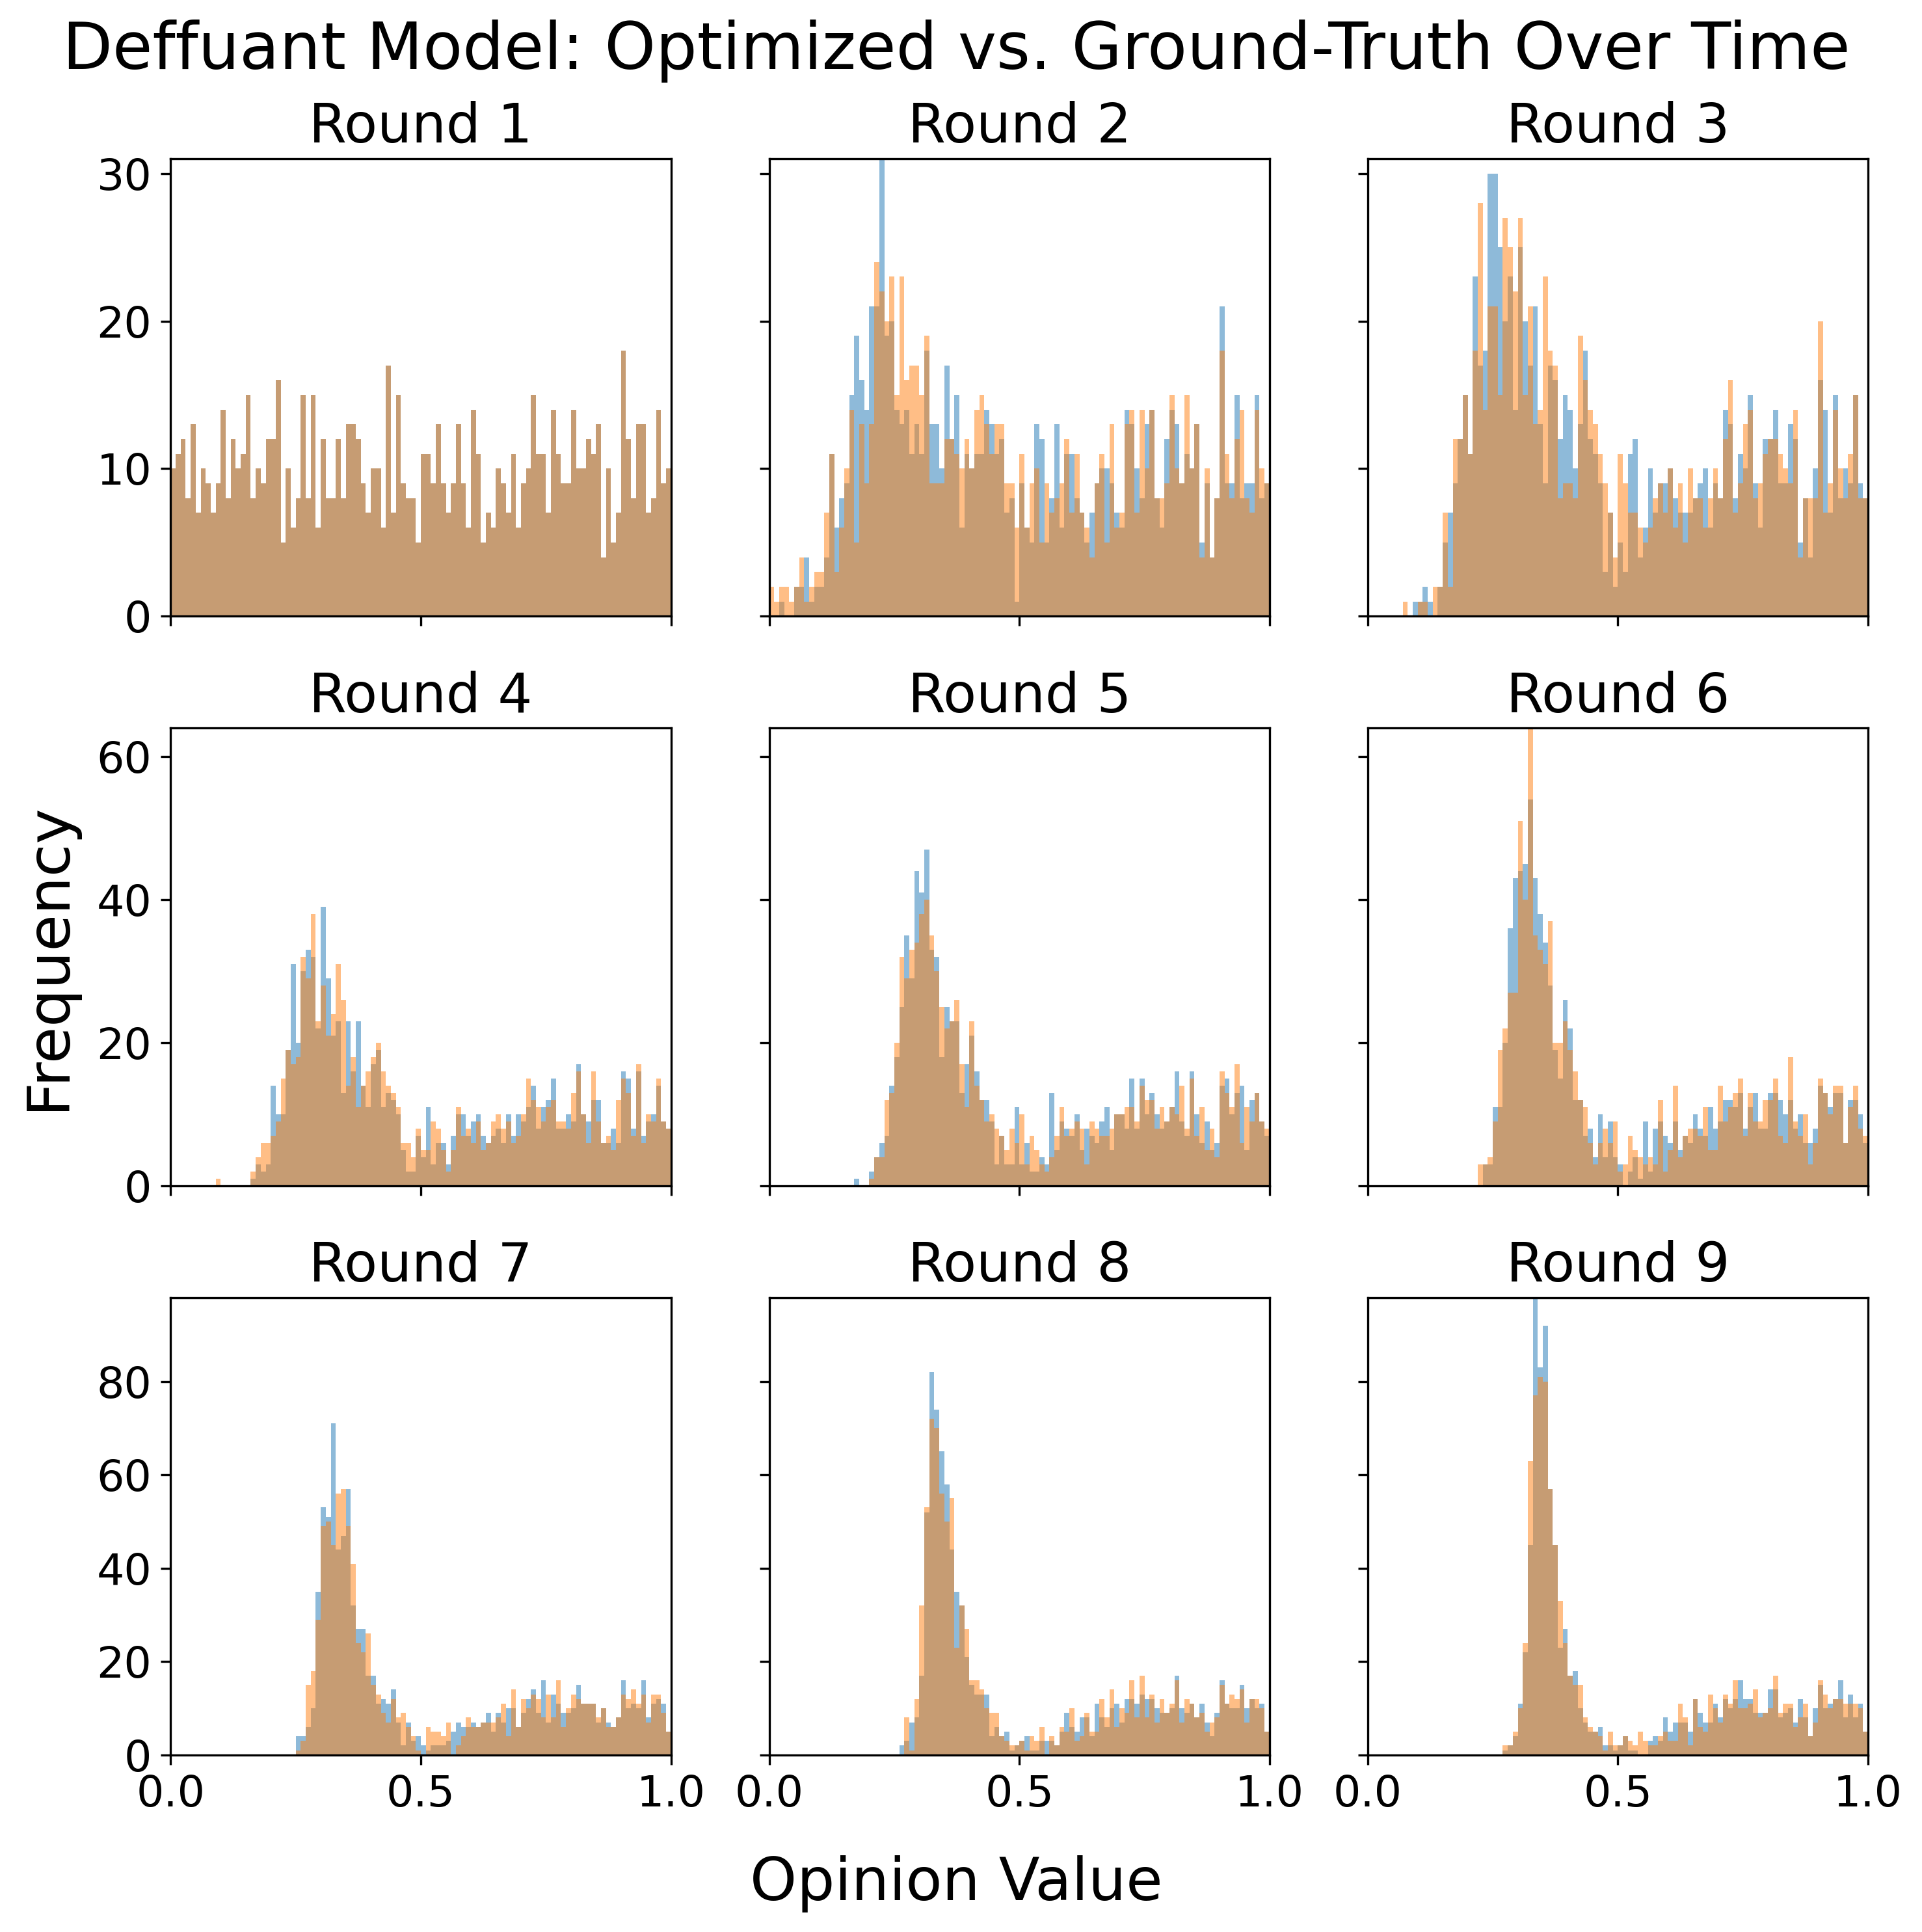 Deffuant Model: Optimized vs. Ground-Truth Over Time
Round 1
Round 2
Round 3
30
20
10
0
Round 4
Round 5
Round 6
60
40
20
0
Frequency
Round 7
Round 8
Round 9
80
60
40
20
0
0.0 0.5 1.0 0.0 0.5 1.0 0.0 0.5 1.0
Opinion Value